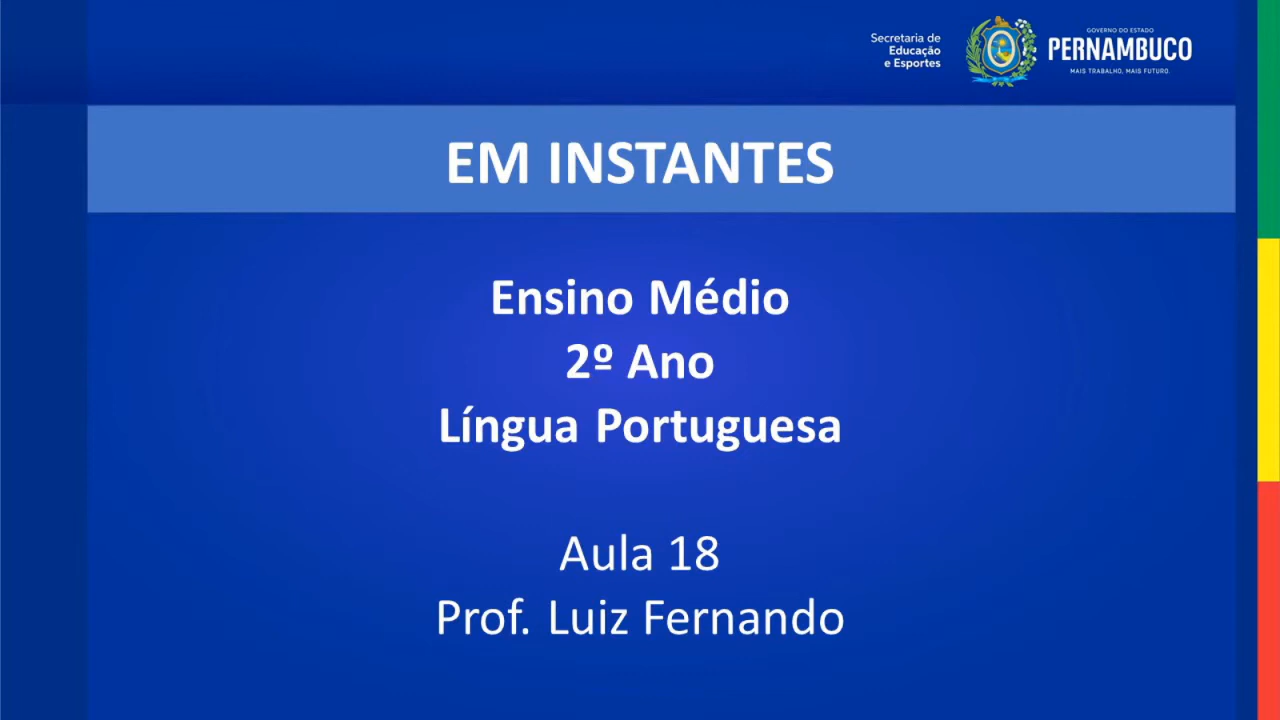 Secretaria de
Educação
e Esportes
GOVERNO DO ESTADO
PERNAMBUCO
MAIS TRABALHO, MAIS FUTURO.
EM INSTANTES
Ensino Médio
2º Ano
Língua Portuguesa
Aula 18
Prof. Luiz Fernando